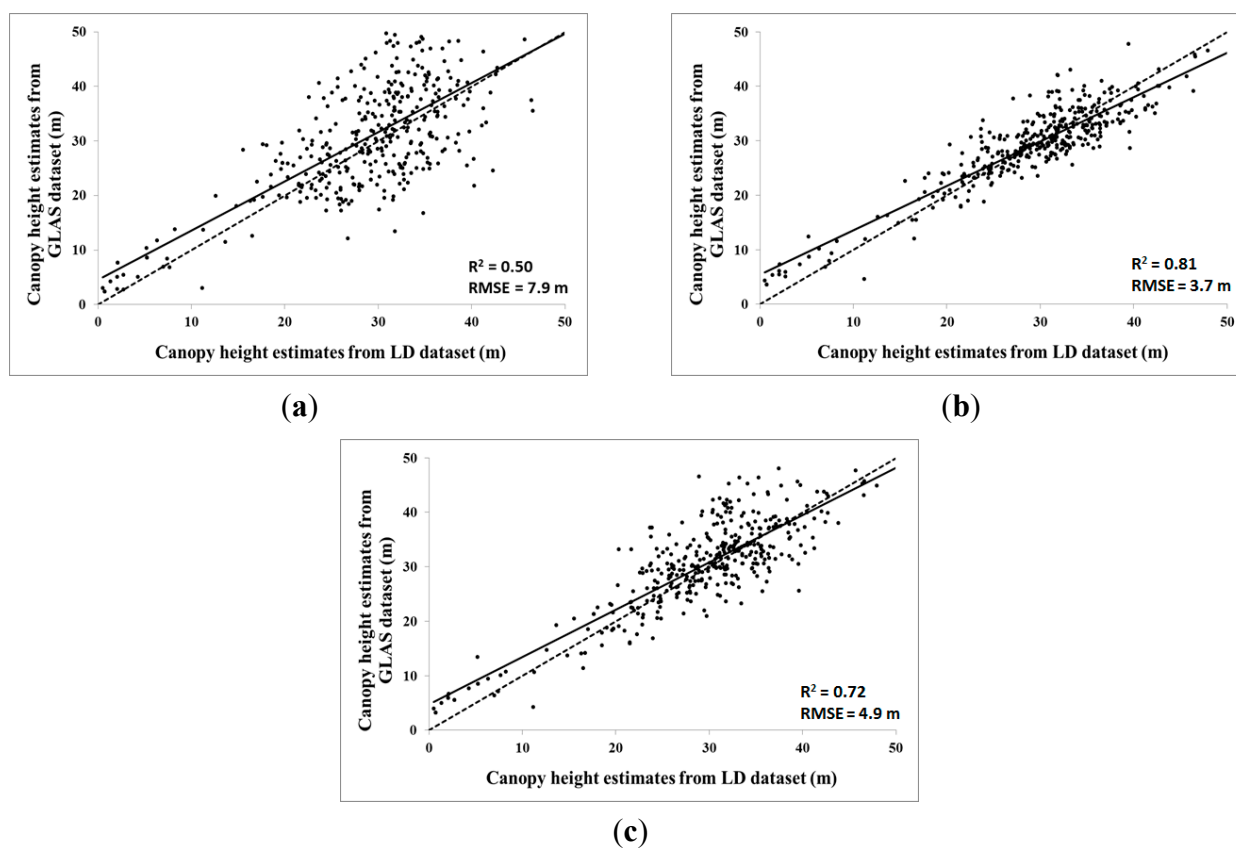 50
40
30
20
10
0
Canopy height estimates from
GLAS dataset (m)
R² = 0.50
RMSE = 7.9 m
0 10 20 30 40 50
Canopy height estimates from LD dataset (m)
(a)
50
40
30
20
10
0
Canopy height estimates from
GLAS dataset (m)
R² = 0.81
RMSE = 3.7 m
0 10 20 30 40 50
Canopy height estimates from LD dataset (m)
(b)
50
40
30
20
10
0
Canopy height estimates from
GLAS dataset (m)
R² = 0.72
RMSE = 4.9 m
0 10 20 30 40 50
Canopy height estimates from LD dataset (m)
(c)